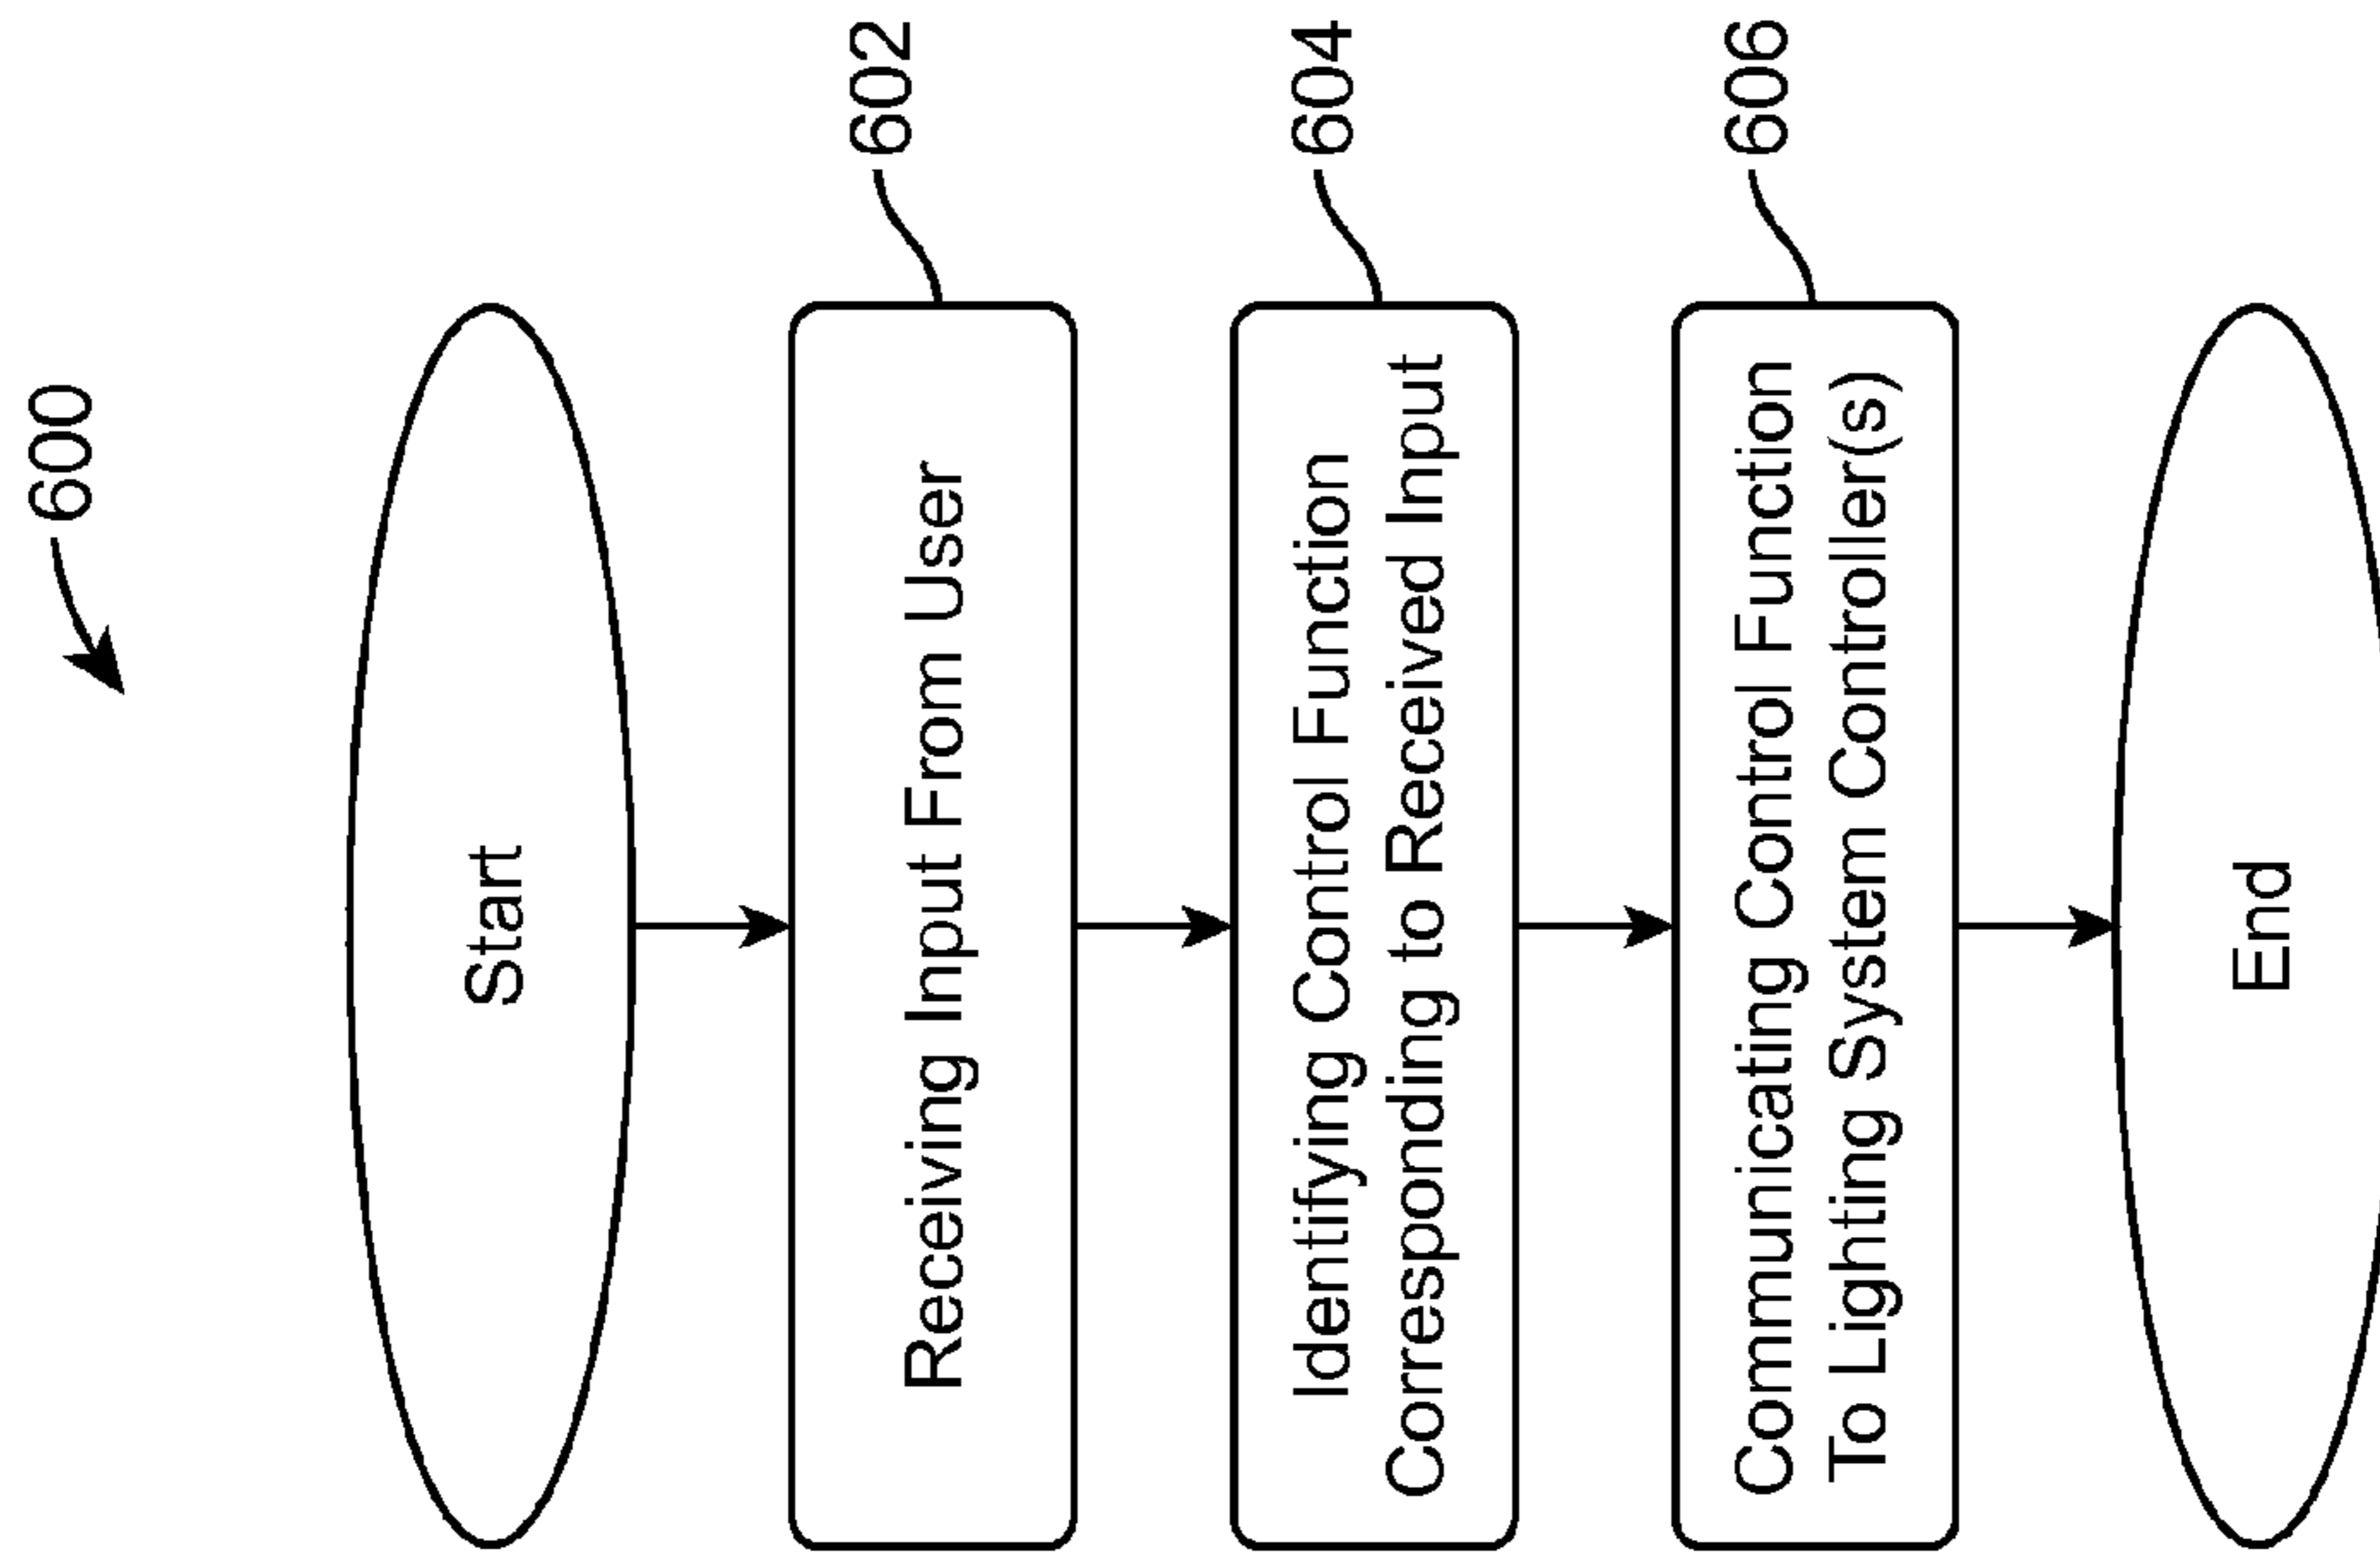 600
Start
Receiving Input From User
602
Identifying Control Function
Corresponding to Received Input
604
Communicating Control Function
To Lighting System Controller(s)
606
End